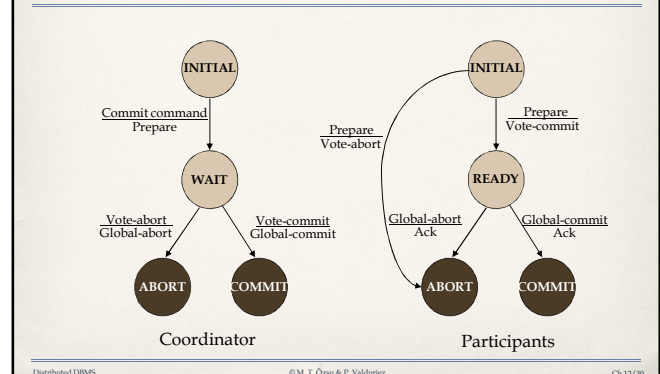 INITIAL
Commit command
Prepare
WAIT
Vote-abort
Global-abort
Vote-commit
Global-commit
ABORT
COMMIT
Coordinator
INITIAL
Prepare
Vote-abort
Prepare
Vote-commit
READY
Global-abort
Ack
Global-commit
Ack
ABORT
COMMIT
Participants
Distributed DBMS
© M. T. Özsu & P. Valduriez